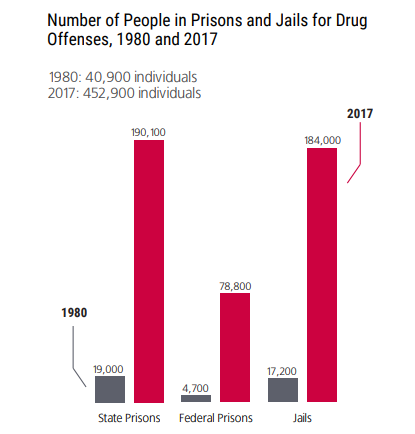 Number of People in Prisons and Jails for Drug
Offenses, 1980 and 2017
1980: 40,900 individuals
2017: 452,900 individuals
2017
190,100
184,000
78,800
1980
19,000
4,700
17,200
State Prisons
Federal Prisons
Jails